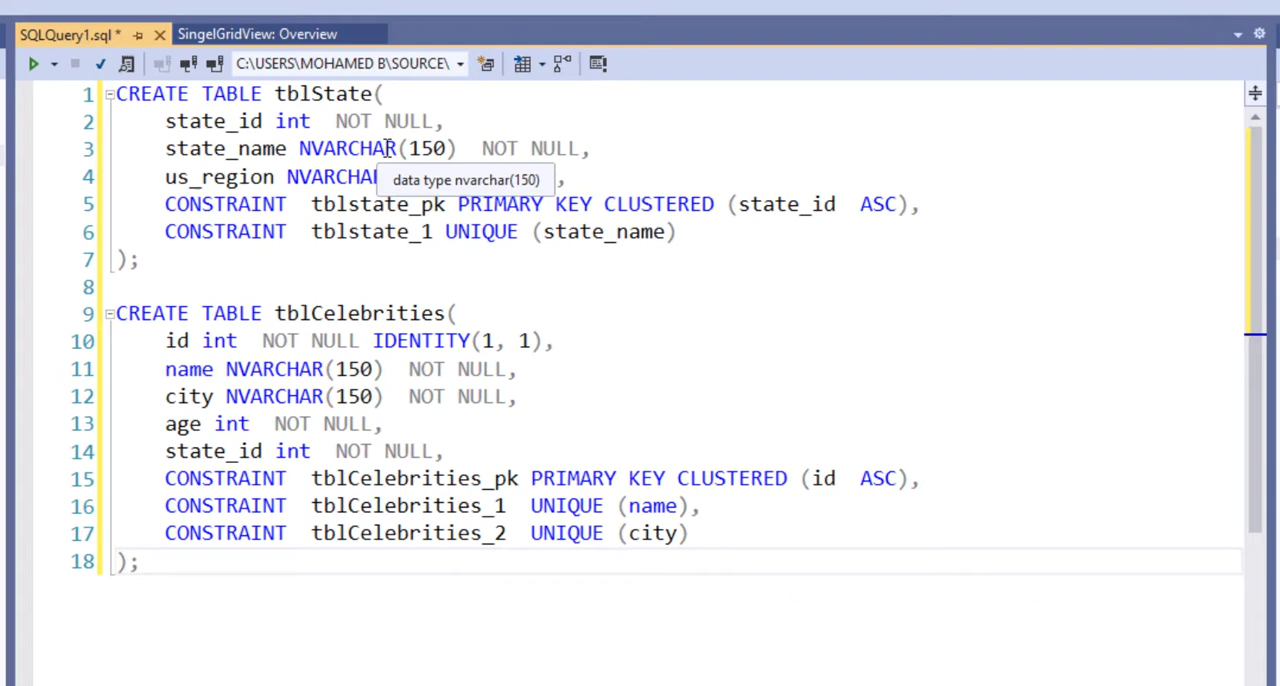 SQLQuery1.sql * SingelGridView: Overview
C:\USERS\MOHAMED B\SOURCE\
1 CREATE TABLE tblState(
2 state_id int NOT NULL,
3 state_name NVARCHAR(150) NOT NULL,
data type nvarchar(150)
4 us_region NVARCHAR ,
5 CONSTRAINT tblstate_pk PRIMARY KEY CLUSTERED (state_id ASC),
6 CONSTRAINT tblstate_1 UNIQUE (state_name)
7 );
8
9 CREATE TABLE tblCelebrities(
10 id int NOT NULL IDENTITY(1, 1),
11 name NVARCHAR(150) NOT NULL,
12 city NVARCHAR(150) NOT NULL,
13 age int NOT NULL,
14 state_id int NOT NULL,
15 CONSTRAINT tblCelebrities_pk PRIMARY KEY CLUSTERED (id ASC),
16 CONSTRAINT tblCelebrities_1 UNIQUE (name),
17 CONSTRAINT tblCelebrities_2 UNIQUE (city)
18 );